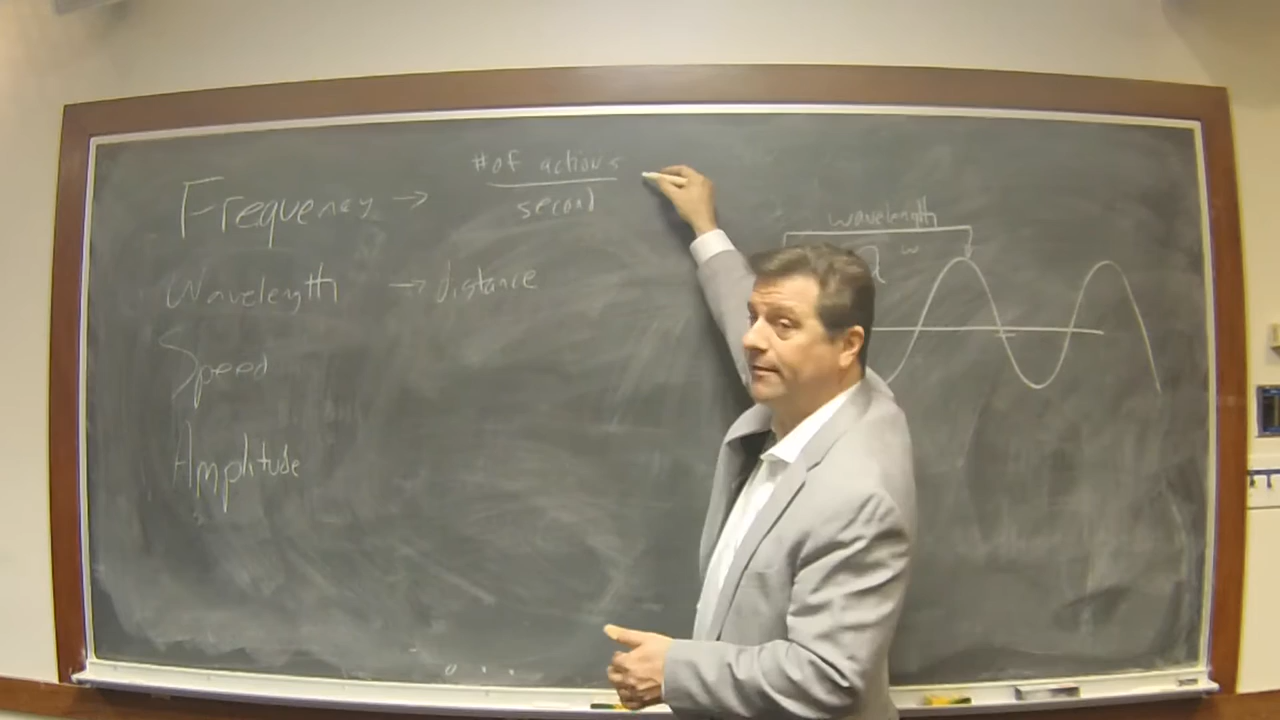 # of actions
Frequency →
second
wavelength
Wavelength → distance
Speed
Amplitude